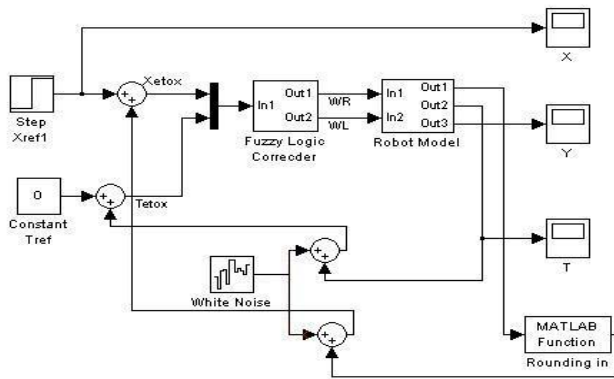 X
Step
Xref1
+
+
Xetox
In1
Out1
Out2
Fuzzy Logic
Correcder
WR
WL
In1
In2
Out1
Out2
Out3
Robot Model
Y
0
Constant
Tref
+
+
Tetox
T
White Noise
+
+
+
+
MATLAB
Function
Rounding in